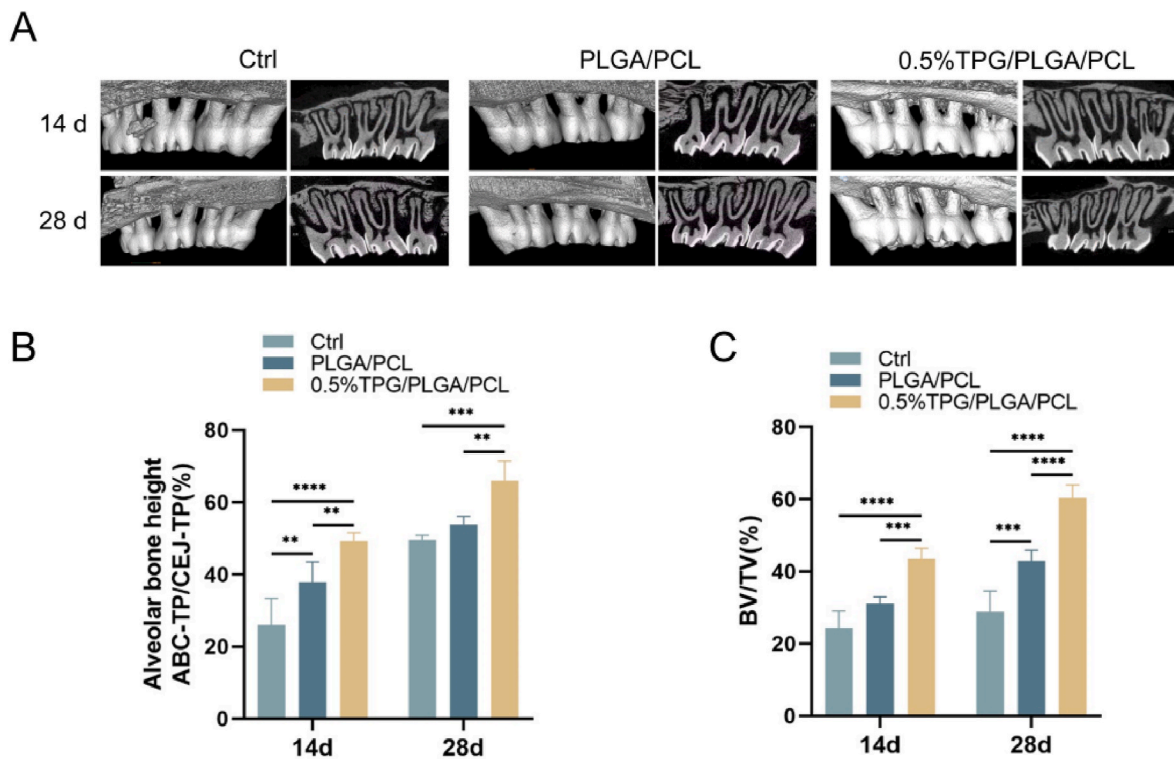 A
Ctrl PLGA/PCL 0.5%TPG/PLGA/PCL
14 d
28 d
B
Ctrl
PLGA/PCL
0.5%TPG/PLGA/PCL
Alveolar bone height
ABC-TP/CEJ-TP(%)
80
60
40
20
0
**** ** **
*** **
14d 28d
C
Ctrl
PLGA/PCL
0.5%TPG/PLGA/PCL
BV/TV(%)
80
60
40
20
0
**** ***
**** **** ***
14d 28d